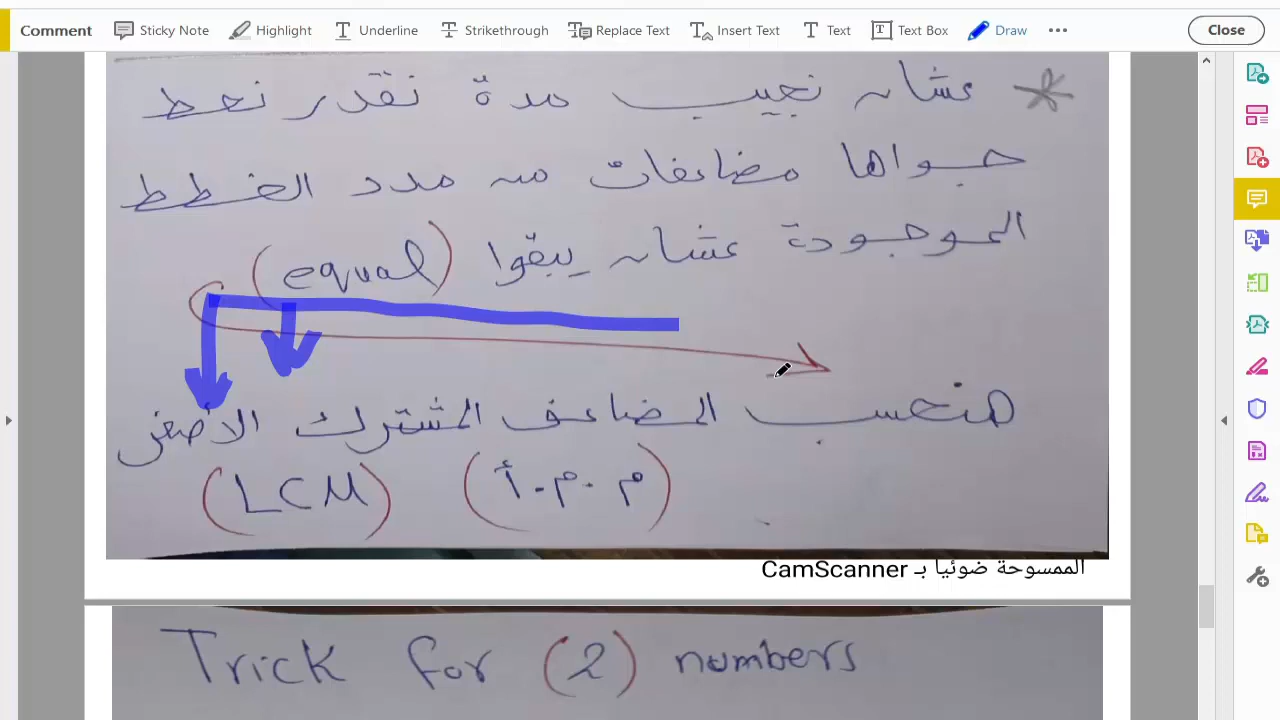 Comment Sticky Note Highlight Underline Strikethrough Replace Text Insert Text Text Text Box Draw Close
عشان نجيب مدة نقدر نحط
جواها مضاعفات من مدد الخطط
الموجودة عشان يبقوا (equal)
هنحسب المضاعف المشترك الأصغر
(م.م.أ) (LCM)
الممسوحة ضوئيا بـ CamScanner
Trick for (2) numbers